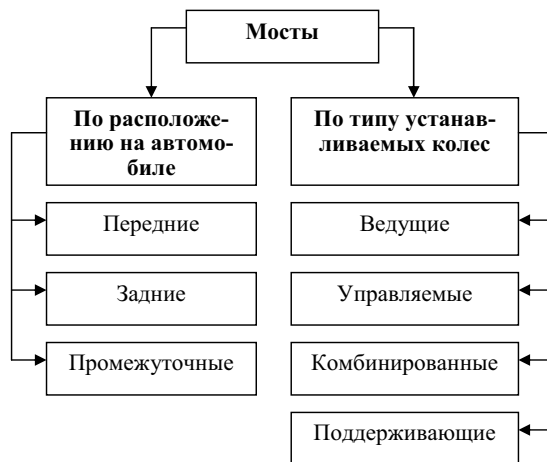 Мосты
По расположе-
нию на автомо-
биле
По типу устанав-
ливаемых колес
Передние
Ведущие
Задние
Управляемые
Промежуточные
Комбинированные
Поддерживающие